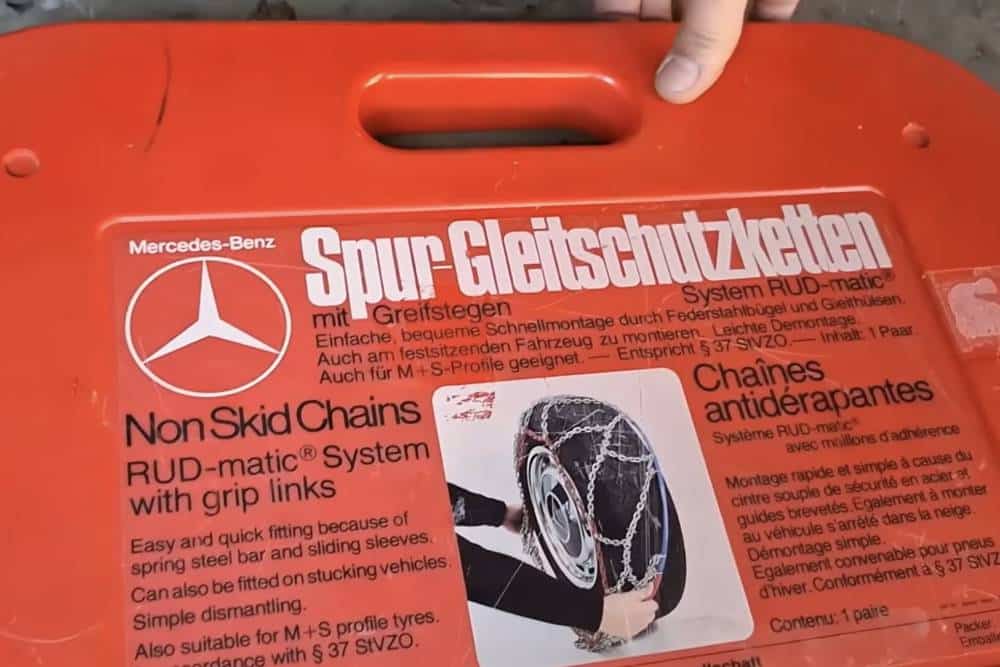 Mercedes-Benz
Spur-Gleitschutzketten
mit Greifstegen
System RUD-matic®
Einfache, bequeme Schnellmontage durch Federstahlbügel und Gleithülsen.
Auch am festsitzenden Fahrzeug zu montieren. Leichte Demontage.
Auch für M+S-Profile geeignet. — Entspricht § 37 StVZO. — Inhalt: 1 Paar.
Non Skid Chains
RUD-matic® System
with grip links
Easy and quick fitting because of
spring steel bar and sliding sleeves.
Can also be fitted on stucking vehicles.
Simple dismantling.
Also suitable for M+S profile tyres.
accordance with § 37 StVZO.
Chaînes
antidérapantes
Système RUD-matic®
avec maillons d'adhérence
Montage rapide et simple à cause du
cintre souple de sécurité en acier et
guides brevetés. Egalement à monter
au véhicule s'arrêté dans la neige.
Démontage simple.
Egalement convenable pour pneus
d'hiver. Conformément à § 37 StVZ
Contenu: 1 paire
Packer
Emball